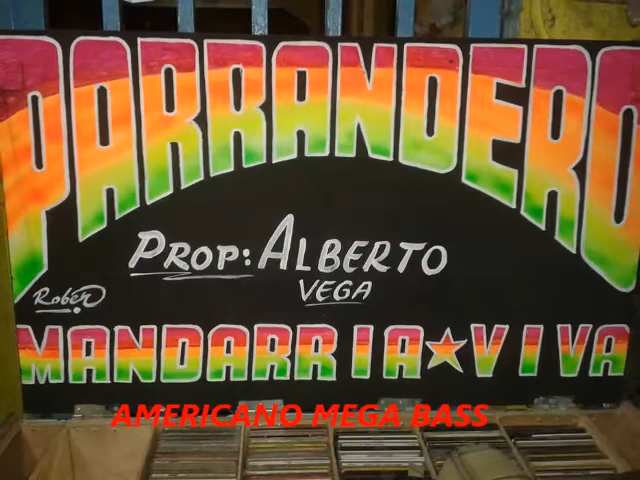 PARRANDERO
PROP: ALBERTO
VEGA
Rober
MANDARRIA★VIVA
AMERICANO MEGA BASS